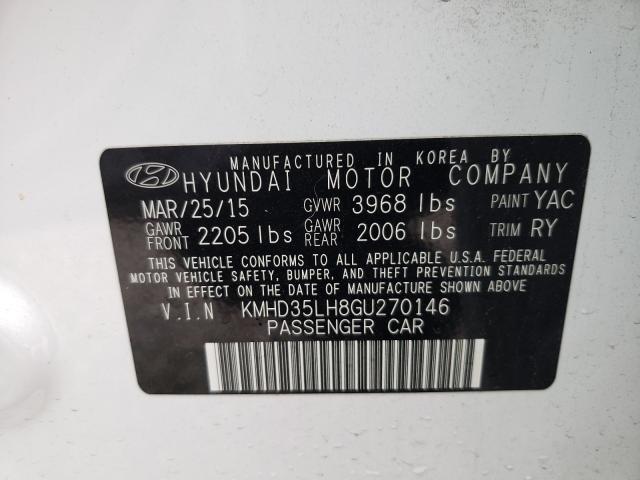 MANUFACTURED IN KOREA BY
HYUNDAI MOTOR COMPANY
MAR/25/15 GVWR 3968 lbs PAINT YAC
GAWR FRONT 2205 lbs GAWR REAR 2006 lbs TRIM RY
THIS VEHICLE CONFORMS TO ALL APPLICABLE U.S.A. FEDERAL
MOTOR VEHICLE SAFETY, BUMPER, AND THEFT PREVENTION STANDARDS
IN EFFECT ON THE DATE OF MANUFACTURE SHOWN ABOVE.
V.I.N KMHD35LH8GU270146
PASSENGER CAR